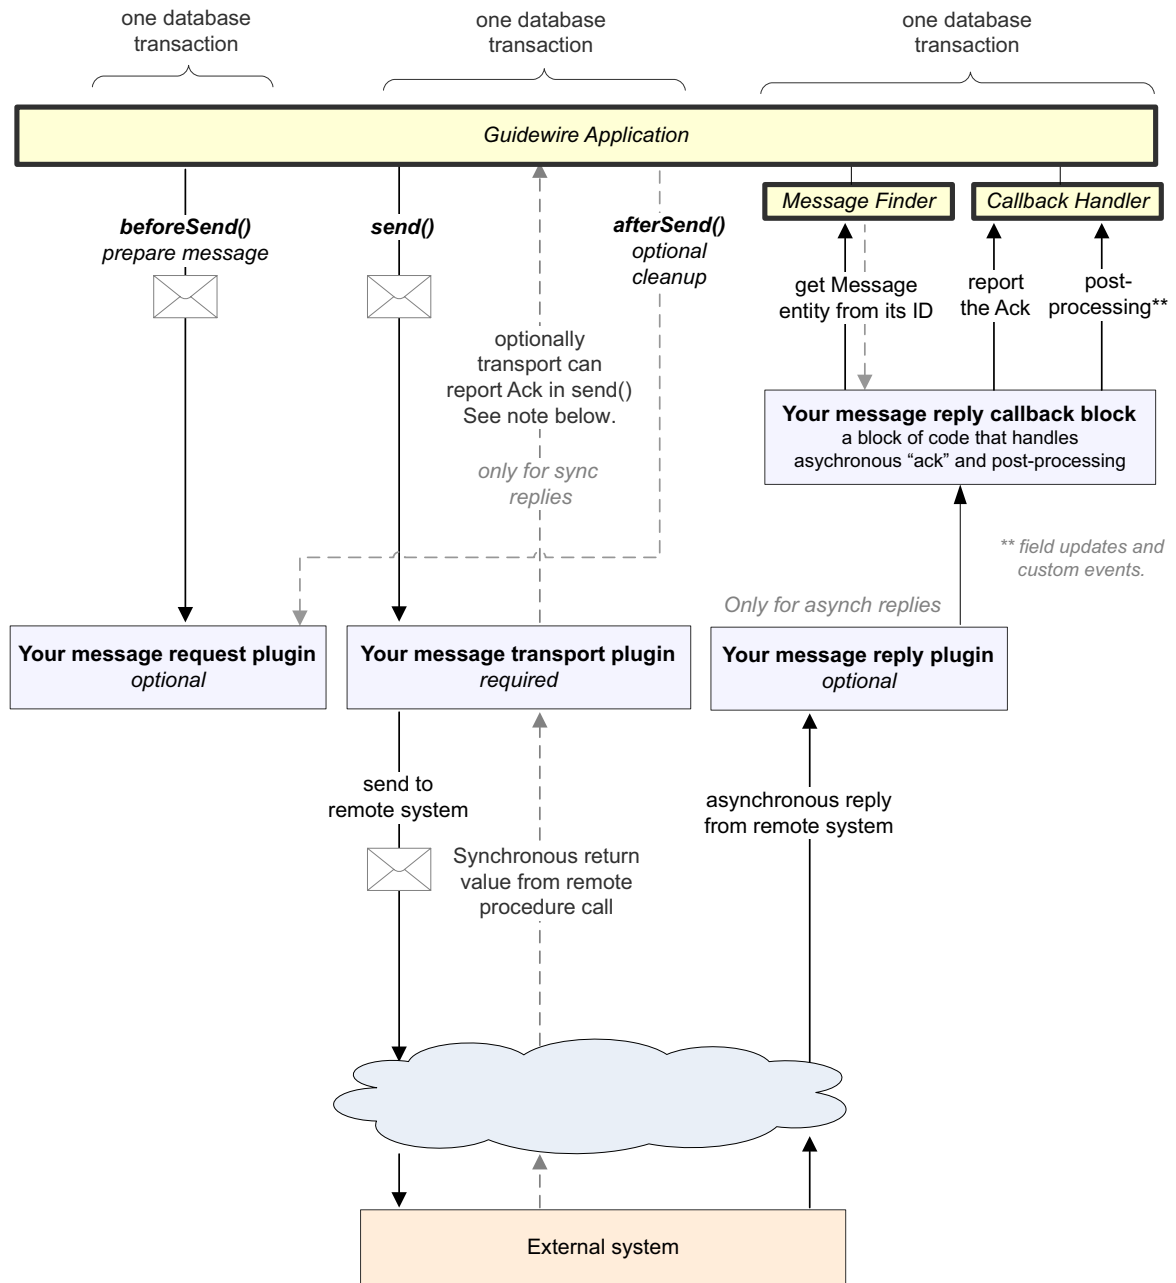 one database
transaction
one database
transaction
one database
transaction
Guidewire Application
Message Finder
Callback Handler
beforeSend()
prepare message
send()
afterSend()
optional
cleanup
get Message
entity from its ID
report
the Ack
post-
processing**
optionally
transport can
report Ack in send()
See note below.
only for sync
replies
Your message reply callback block
a block of code that handles
asychronous “ack” and post-processing
** field updates and
custom events.
Only for asynch replies
Your message request plugin
optional
Your message transport plugin
required
Your message reply plugin
optional
send to
remote system
Synchronous return
value from remote
procedure call
asynchronous reply
from remote system
External system